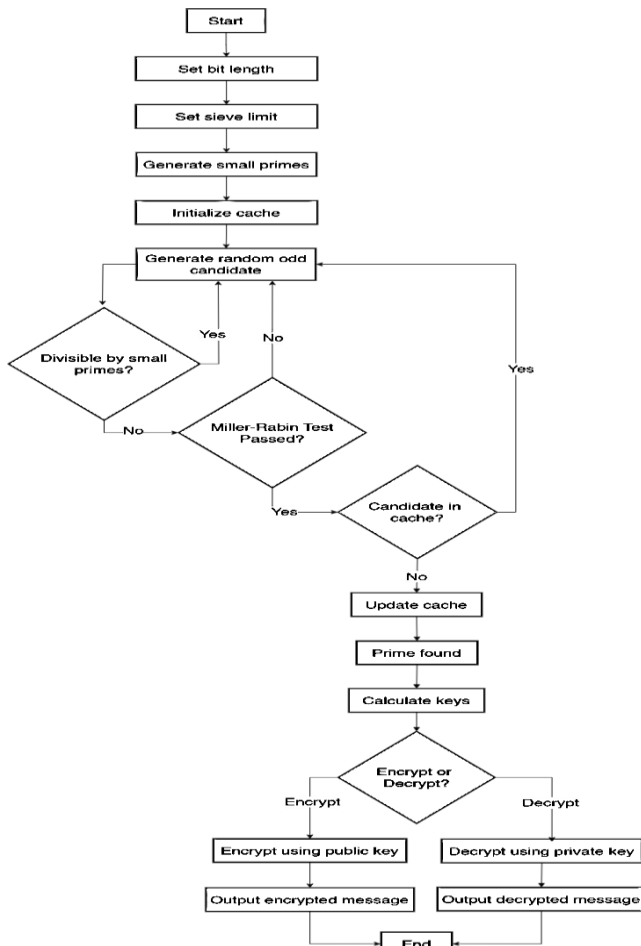 Start
Set bit length
Set sieve limit
Generate small primes
Initialize cache
Generate random odd
candidate
Yes
No
Divisible by small
primes?
Yes
No
Miller-Rabin Test
Passed?
Yes
Candidate in
cache?
No
Update cache
Prime found
Calculate keys
Encrypt or
Decrypt?
Encrypt
Decrypt
Encrypt using public key
Decrypt using private key
Output encrypted message
Output decrypted message
End